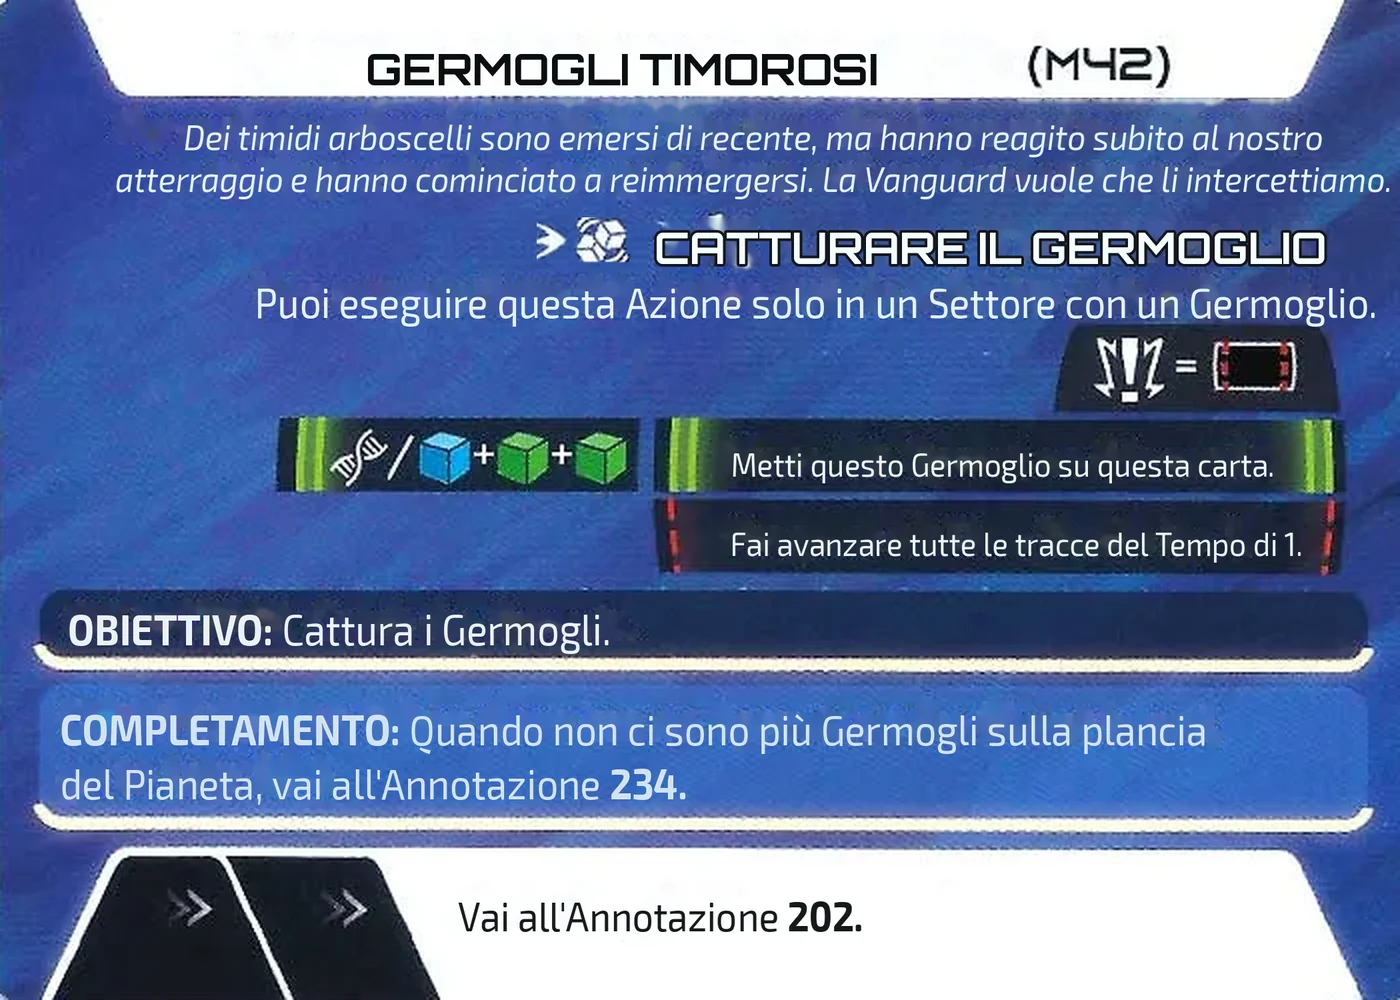 GERMOGLI TIMOROSI (M42)
Dei timidi arboscelli sono emersi di recente, ma hanno reagito subito al nostro
atterraggio e hanno cominciato a reimmergersi. La Vanguard vuole che li intercettiamo.
CATTURARE IL GERMOGLIO
Puoi eseguire questa Azione solo in un Settore con un Germoglio.
! =
/ + +
Metti questo Germoglio su questa carta.
Fai avanzare tutte le tracce del Tempo di 1.
OBIETTIVO: Cattura i Germogli.
COMPLETAMENTO: Quando non ci sono più Germogli sulla plancia
del Pianeta, vai all'Annotazione 234.
Vai all'Annotazione 202.